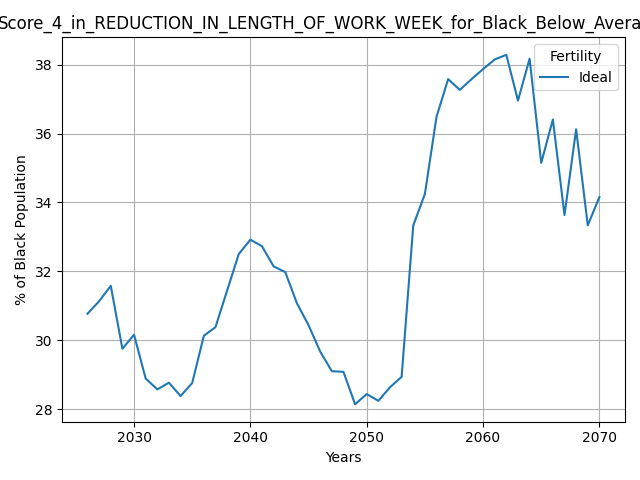 Score_4_in_REDUCTION_IN_LENGTH_OF_WORK_WEEK_for_Black_Below_Avera
Fertility
Ideal
% of Black Population
38
36
34
32
30
28
2030 2040 2050 2060 2070
Years